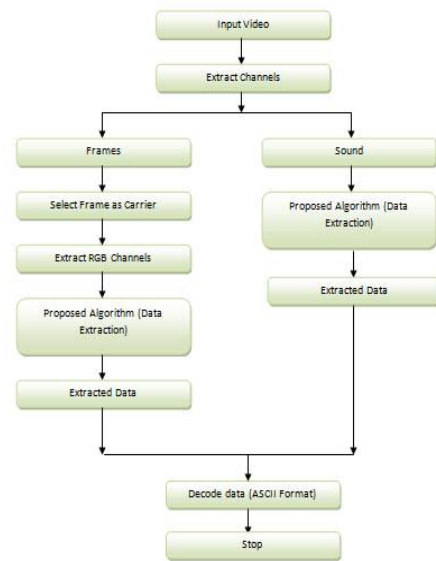 Input Video
Extract Channels
Frames
Select Frame as Carrier
Extract RGB Channels
Proposed Algorithm (Data
Extraction)
Extracted Data
Sound
Proposed Algorithm (Data
Extraction)
Extracted Data
Decode data (ASCII Format)
Stop